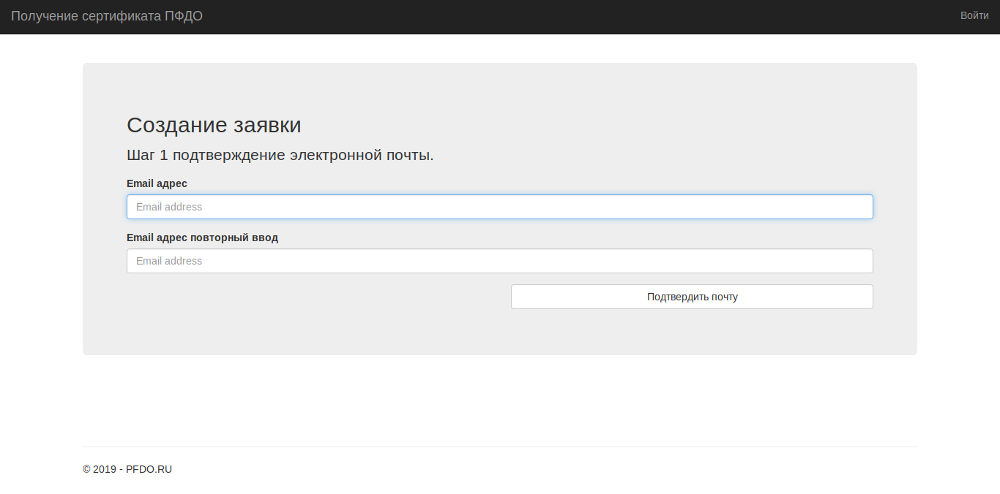 Получение сертификата ПФДО
Войти
Создание заявки
Шаг 1 подтверждение электронной почты.
Email адрес
Email address
Email адрес повторный ввод
Email address
Подтвердить почту
© 2019 - PFDO.RU